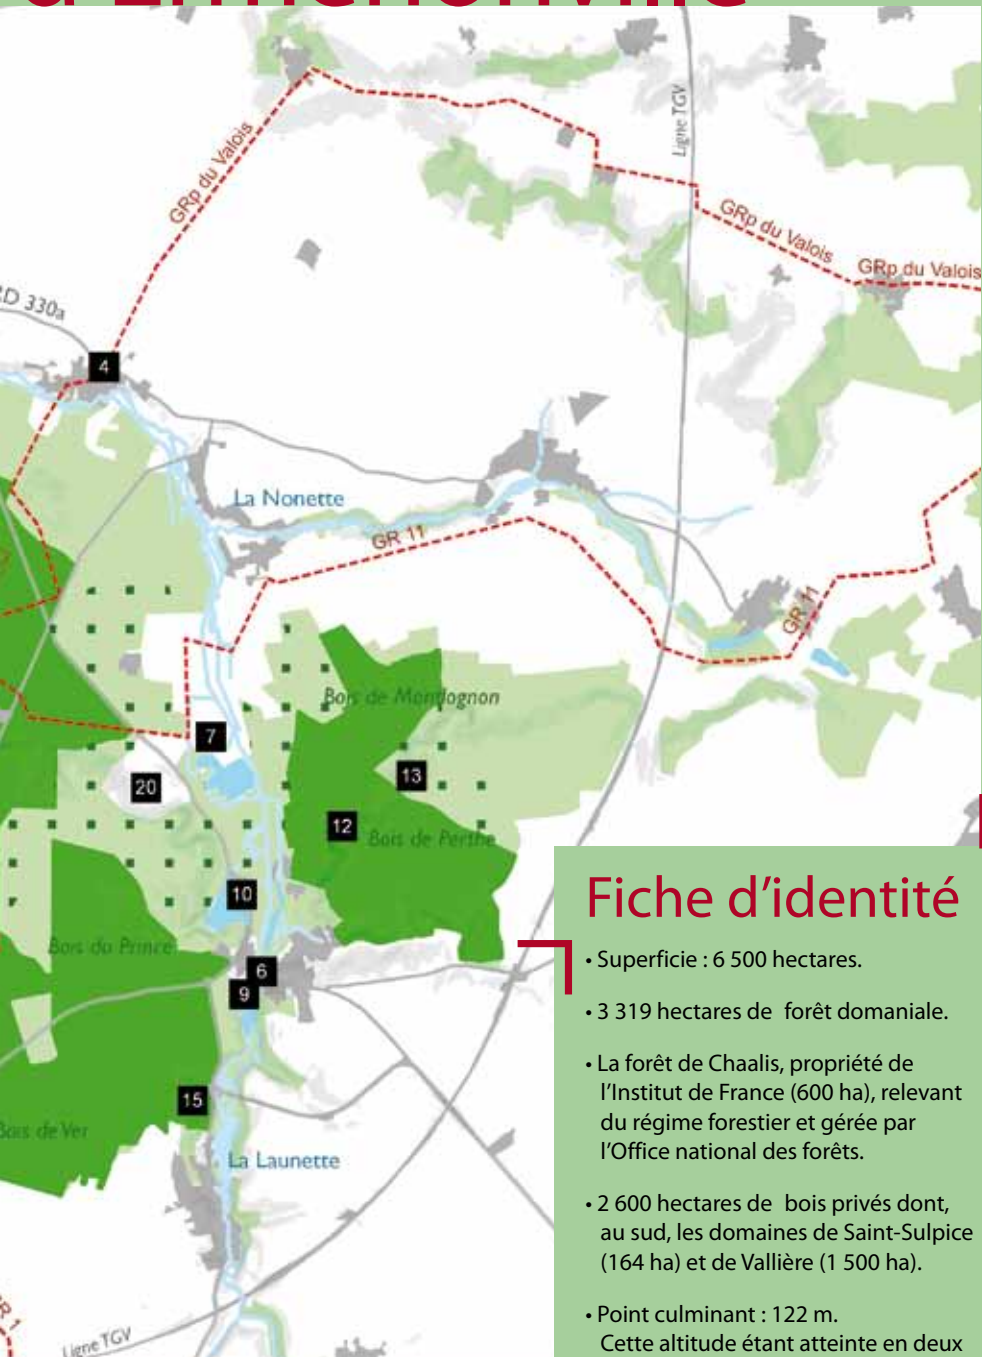 d'Ermenonville
Ligne TGV
GRp du Valois
GRp du Valois
GRp du Valois
RD 330a
4
La Nonette
GR 11
GR 11
Bois de Montlognon
7
13
20
12
Bois de Perthe
10
Bois du Prince
6
9
15
Bois de Ver
La Launette
GR 1
Ligne TGV
Fiche d'identité
• Superficie : 6 500 hectares.
• 3 319 hectares de forêt domaniale.
• La forêt de Chaalis, propriété de
l'Institut de France (600 ha), relevant
du régime forestier et gérée par
l'Office national des forêts.
• 2 600 hectares de bois privés dont,
au sud, les domaines de Saint-Sulpice
(164 ha) et de Vallière (1 500 ha).
• Point culminant : 122 m.
Cette altitude étant atteinte en deux